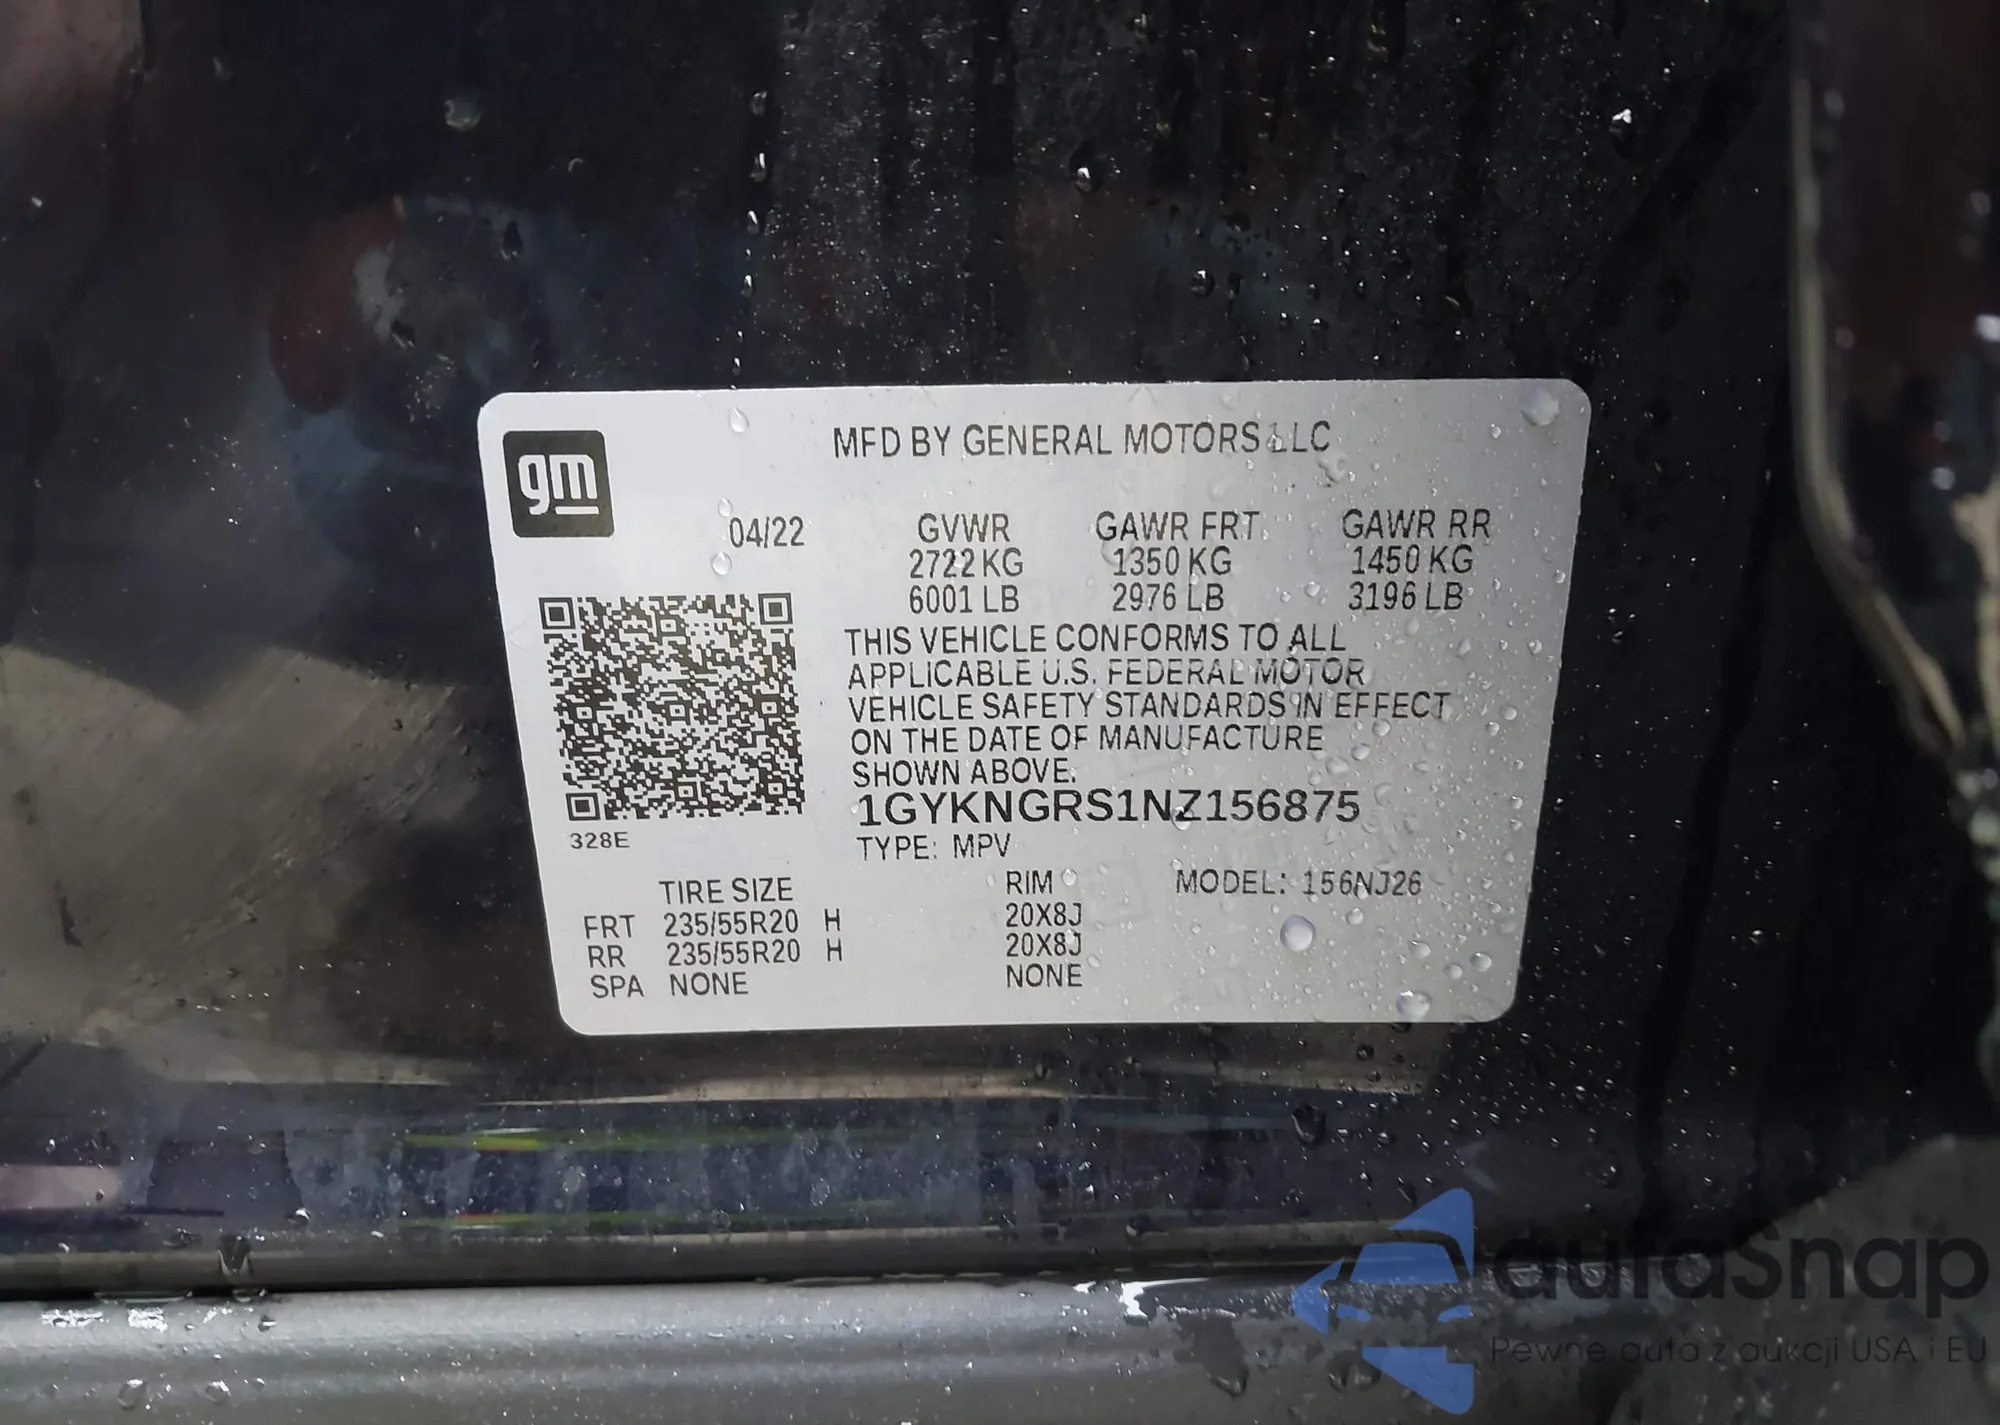 gm
MFD BY GENERAL MOTORS LLC
04/22 GVWR GAWR FRT GAWR RR
2722 KG 1350 KG 1450 KG
6001 LB 2976 LB 3196 LB
THIS VEHICLE CONFORMS TO ALL
APPLICABLE U.S. FEDERAL MOTOR
VEHICLE SAFETY STANDARDS IN EFFECT
ON THE DATE OF MANUFACTURE
SHOWN ABOVE.
1GYKNGRS1NZ156875
328E
TYPE: MPV
TIRE SIZE RIM MODEL: 156NJ26
FRT 235/55R20 H 20X8J
RR 235/55R20 H 20X8J
SPA NONE NONE
autaSnap
Pewne auta z aukcji USA i EU